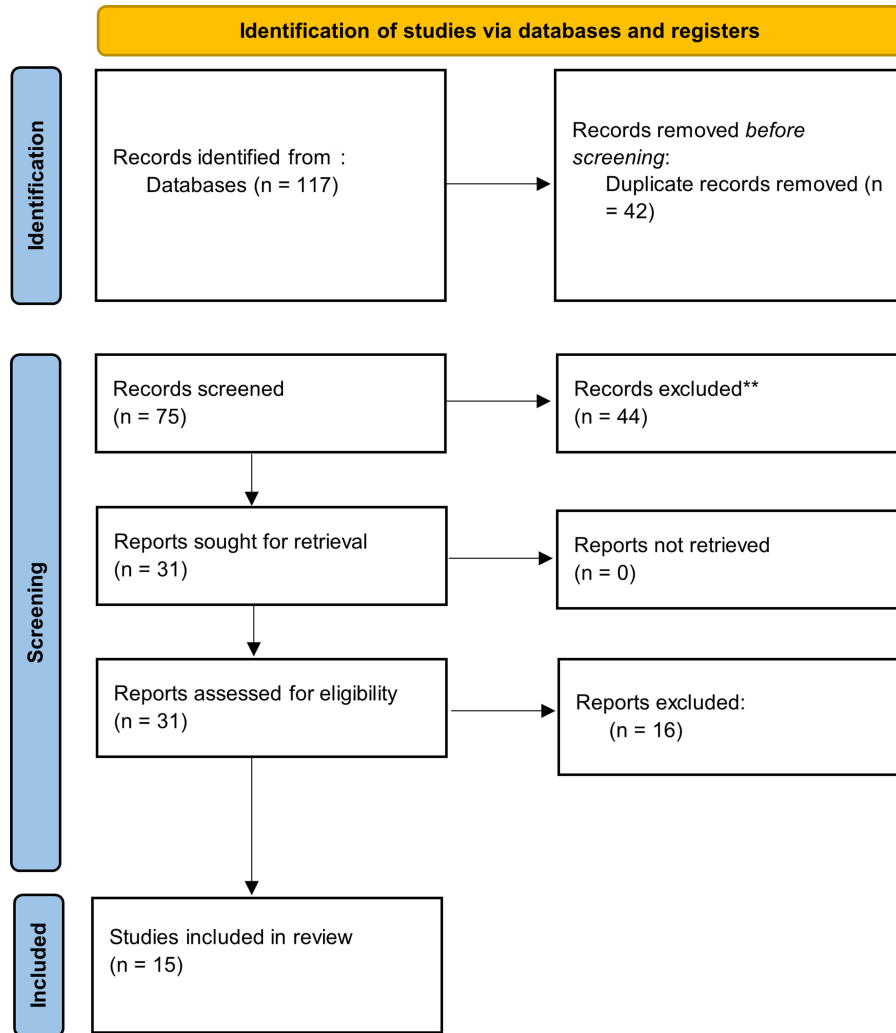 Identification of studies via databases and registers
Identification
Records identified from :
Databases (n = 117)
Records removed before
screening:
Duplicate records removed (n
= 42)
Screening
Records screened
(n = 75)
Records excluded**
(n = 44)
Reports sought for retrieval
(n = 31)
Reports not retrieved
(n = 0)
Reports assessed for eligibility
(n = 31)
Reports excluded:
(n = 16)
Included
Studies included in review
(n = 15)